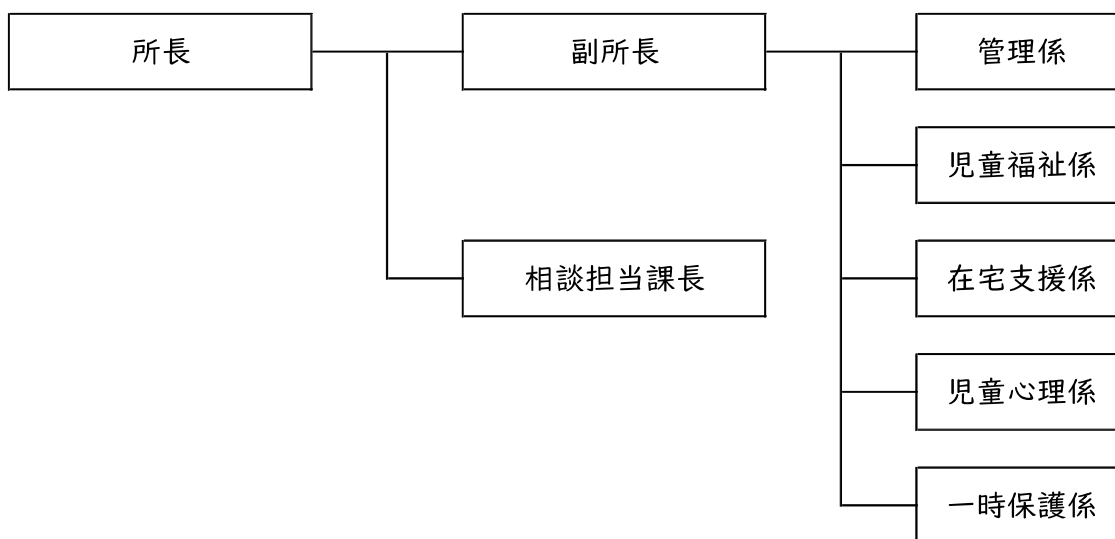 所長
副所長
管理係
児童福祉係
相談担当課長
在宅支援係
児童心理係
一時保護係